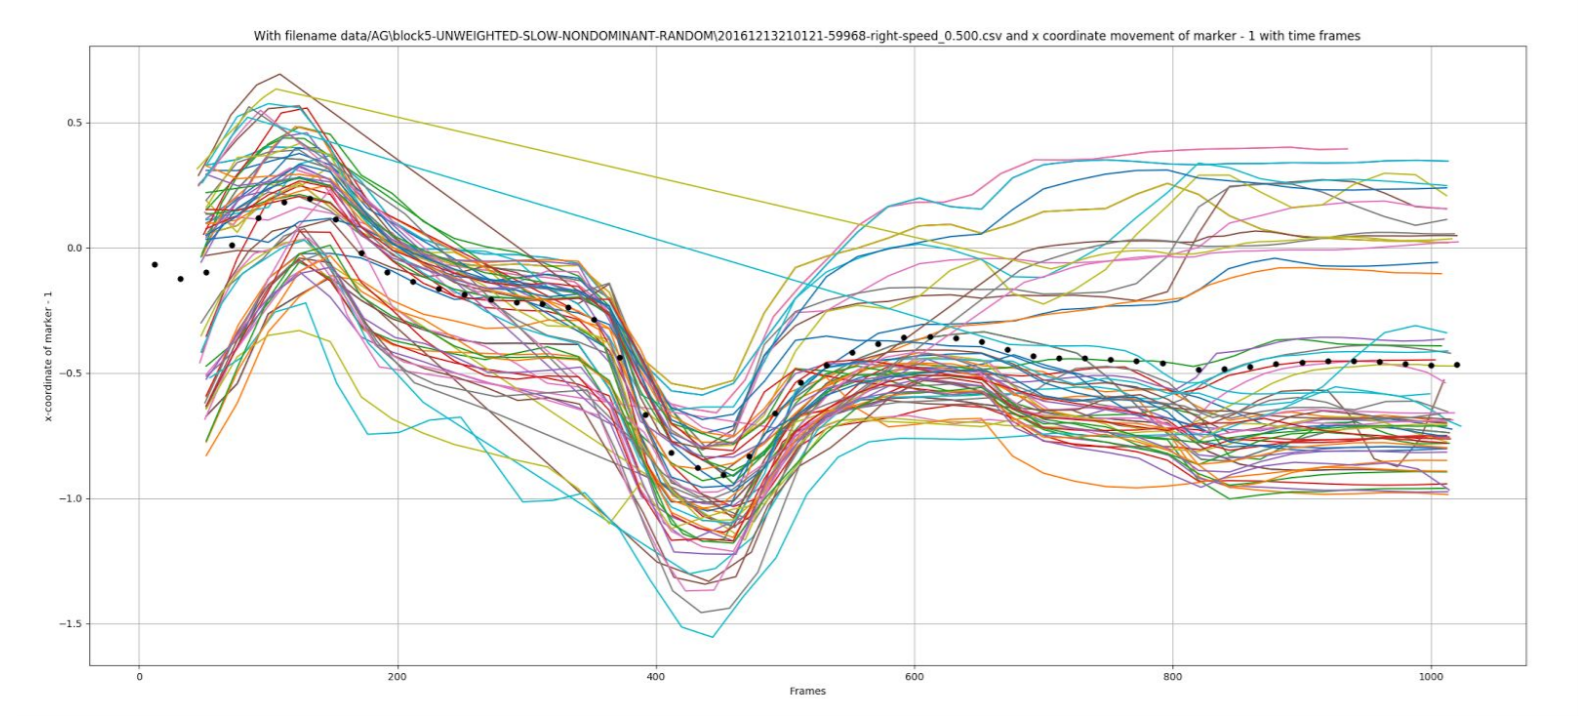 With filename data/AG\block5-UNWEIGHTED-SLOW-NONDOMINANT-RANDOM\20161213210121-59968-right-speed_0.500.csv and x coordinate movement of marker - 1 with time frames
0.5
0.0
−0.5
−1.0
−1.5
x-coordinate of marker - 1
0 200 400 600 800 1000
Frames